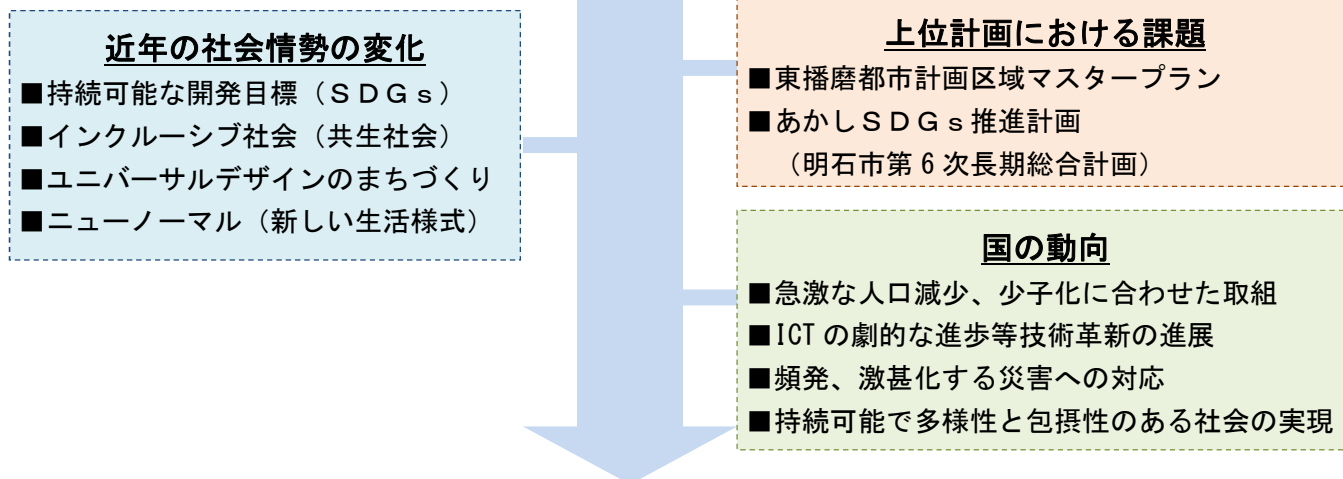 近年の社会情勢の変化
■持続可能な開発目標（ＳＤＧｓ）
■インクルーシブ社会（共生社会）
■ユニバーサルデザインのまちづくり
■ニューノーマル（新しい生活様式）
上位計画における課題
■東播磨都市計画区域マスタープラン
■あかしＳＤＧｓ推進計画
（明石市第６次長期総合計画）
国の動向
■急激な人口減少、少子化に合わせた取組
■ICTの劇的な進歩等技術革新の進展
■頻発、激甚化する災害への対応
■持続可能で多様性と包摂性のある社会の実現